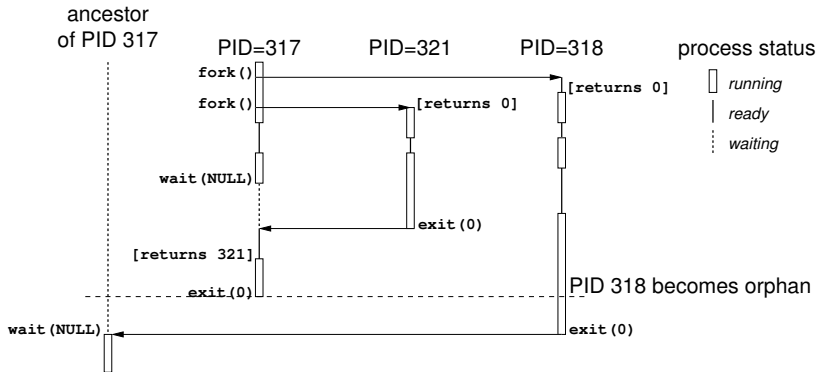 ancestor
of PID 317
PID=317
PID=321
PID=318
process status
fork()
[returns 0]
running
fork()
[returns 0]
ready
waiting
wait(NULL)
exit(0)
[returns 321]
exit(0)
PID 318 becomes orphan
wait(NULL)
exit(0)